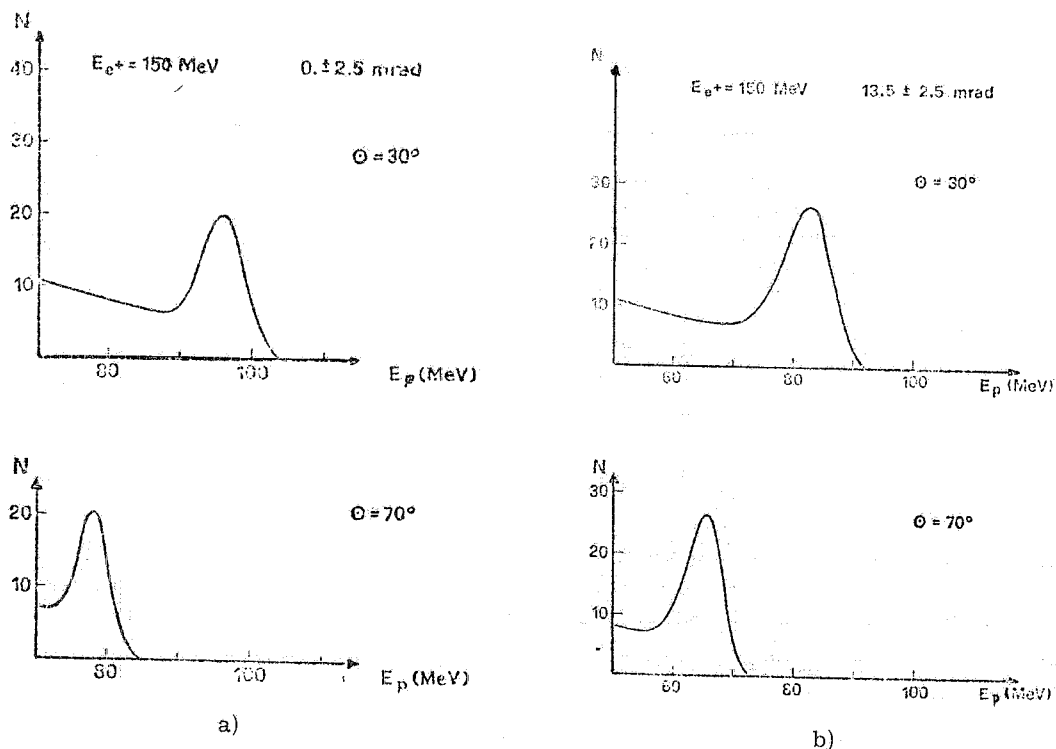 N
40
30
20
10
E_e+ = 150 MeV
0. ± 2.5 mrad
Θ = 30°
80
100
E_p (MeV)
N
30
20
10
E_e+ = 150 MeV
13.5 ± 2.5 mrad
Θ = 30°
60
80
100
E_p (MeV)
N
20
10
Θ = 70°
80
100
E_p (MeV)
a)
N
30
20
10
Θ = 70°
60
80
100
E_p (MeV)
b)